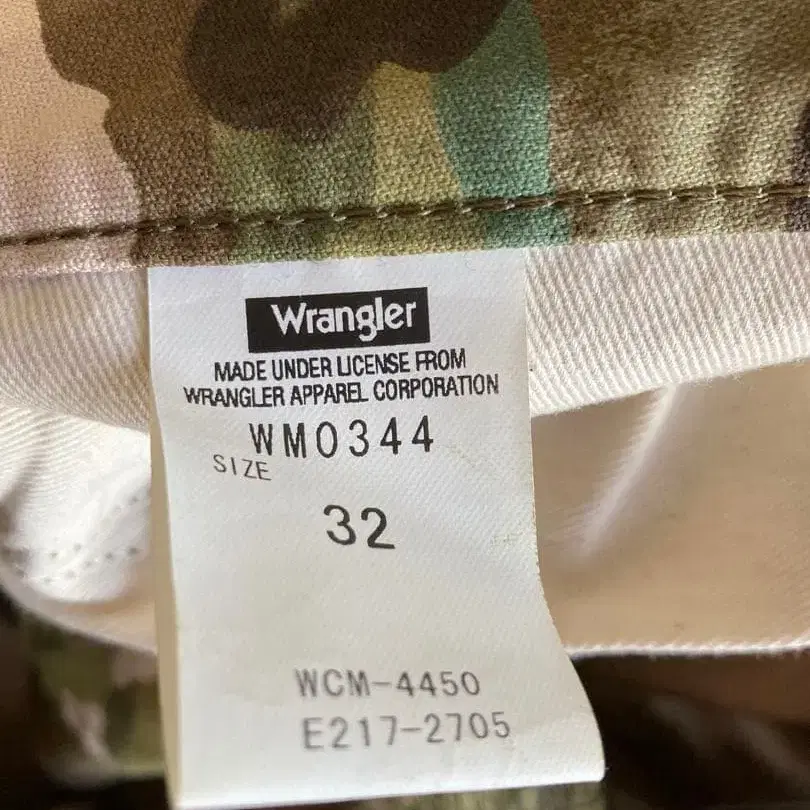 Wrangler
MADE UNDER LICENSE FROM
WRANGLER APPAREL CORPORATION
WM0344
SIZE
32
WCM-4450
E217-2705